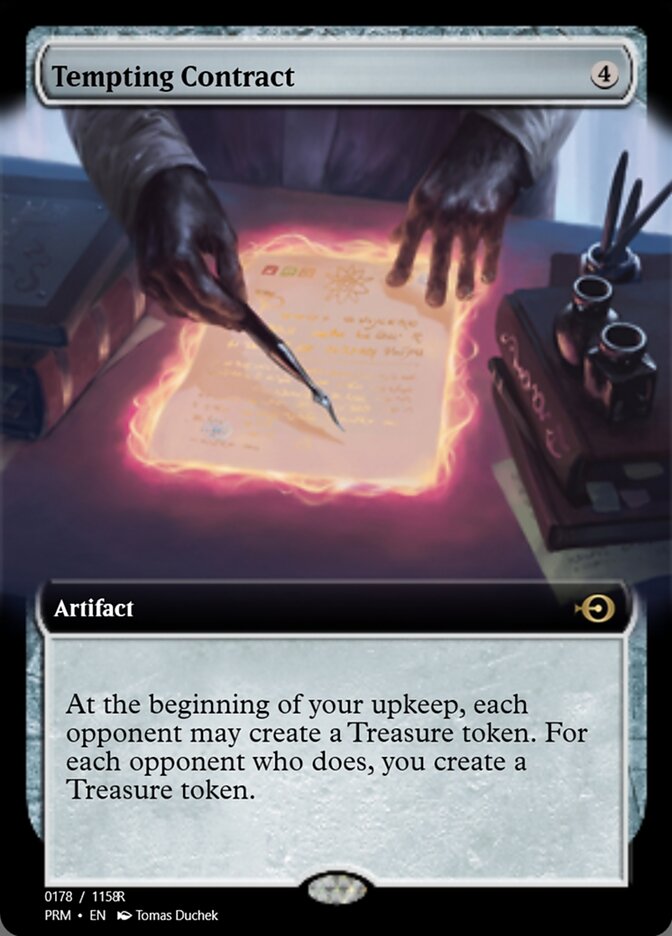 Tempting Contract
4
Artifact
At the beginning of your upkeep, each
opponent may create a Treasure token. For
each opponent who does, you create a
Treasure token.
0178 / 1158R
PRM • EN Tomas Duchek